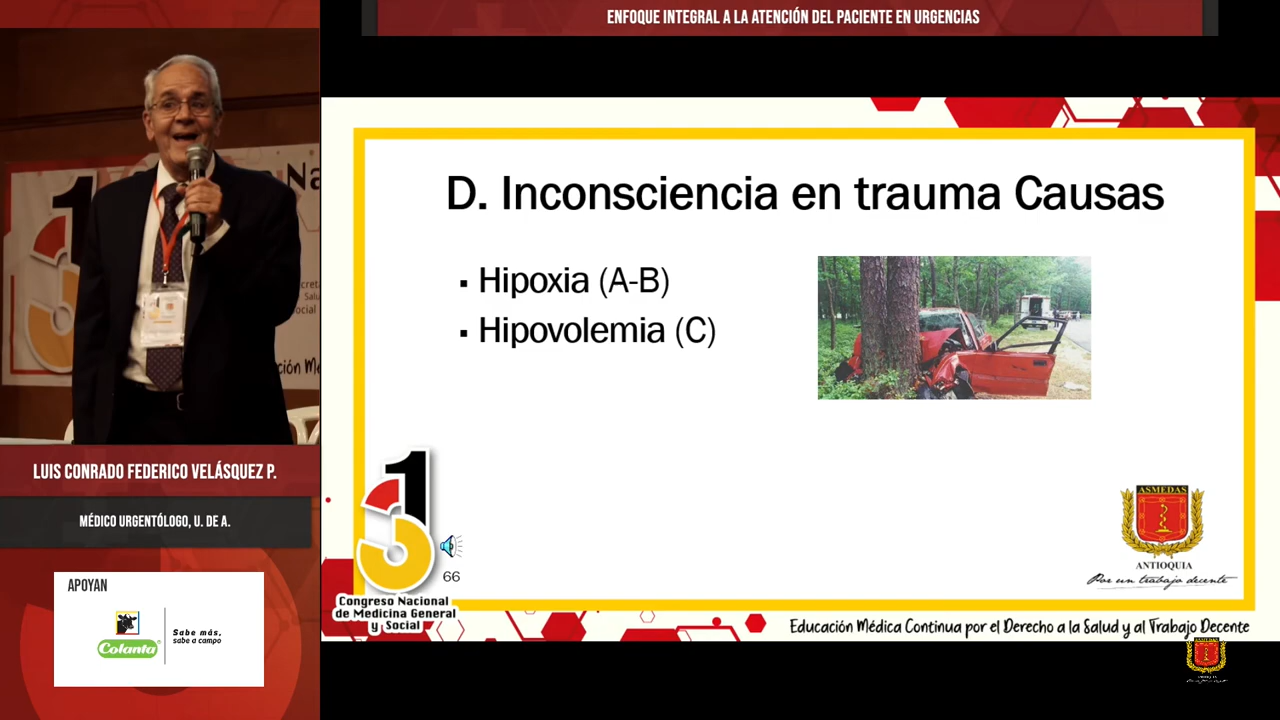 ENFOQUE INTEGRAL A LA ATENCIÓN DEL PACIENTE EN URGENCIAS
D. Inconsciencia en trauma Causas
▪ Hipoxia (A-B)
▪ Hipovolemia (C)
LUIS CONRADO FEDERICO VELÁSQUEZ P.
MÉDICO URGENTÓLOGO, U. DE A.
APOYAN
Colanta
Sabe más,
sabe a campo
13
66
Congreso Nacional
de Medicina General
y Social
ASMEDAS
ANTIOQUIA
Por un trabajo decente
Educación Médica Continua por el Derecho a la Salud y al Trabajo Decente